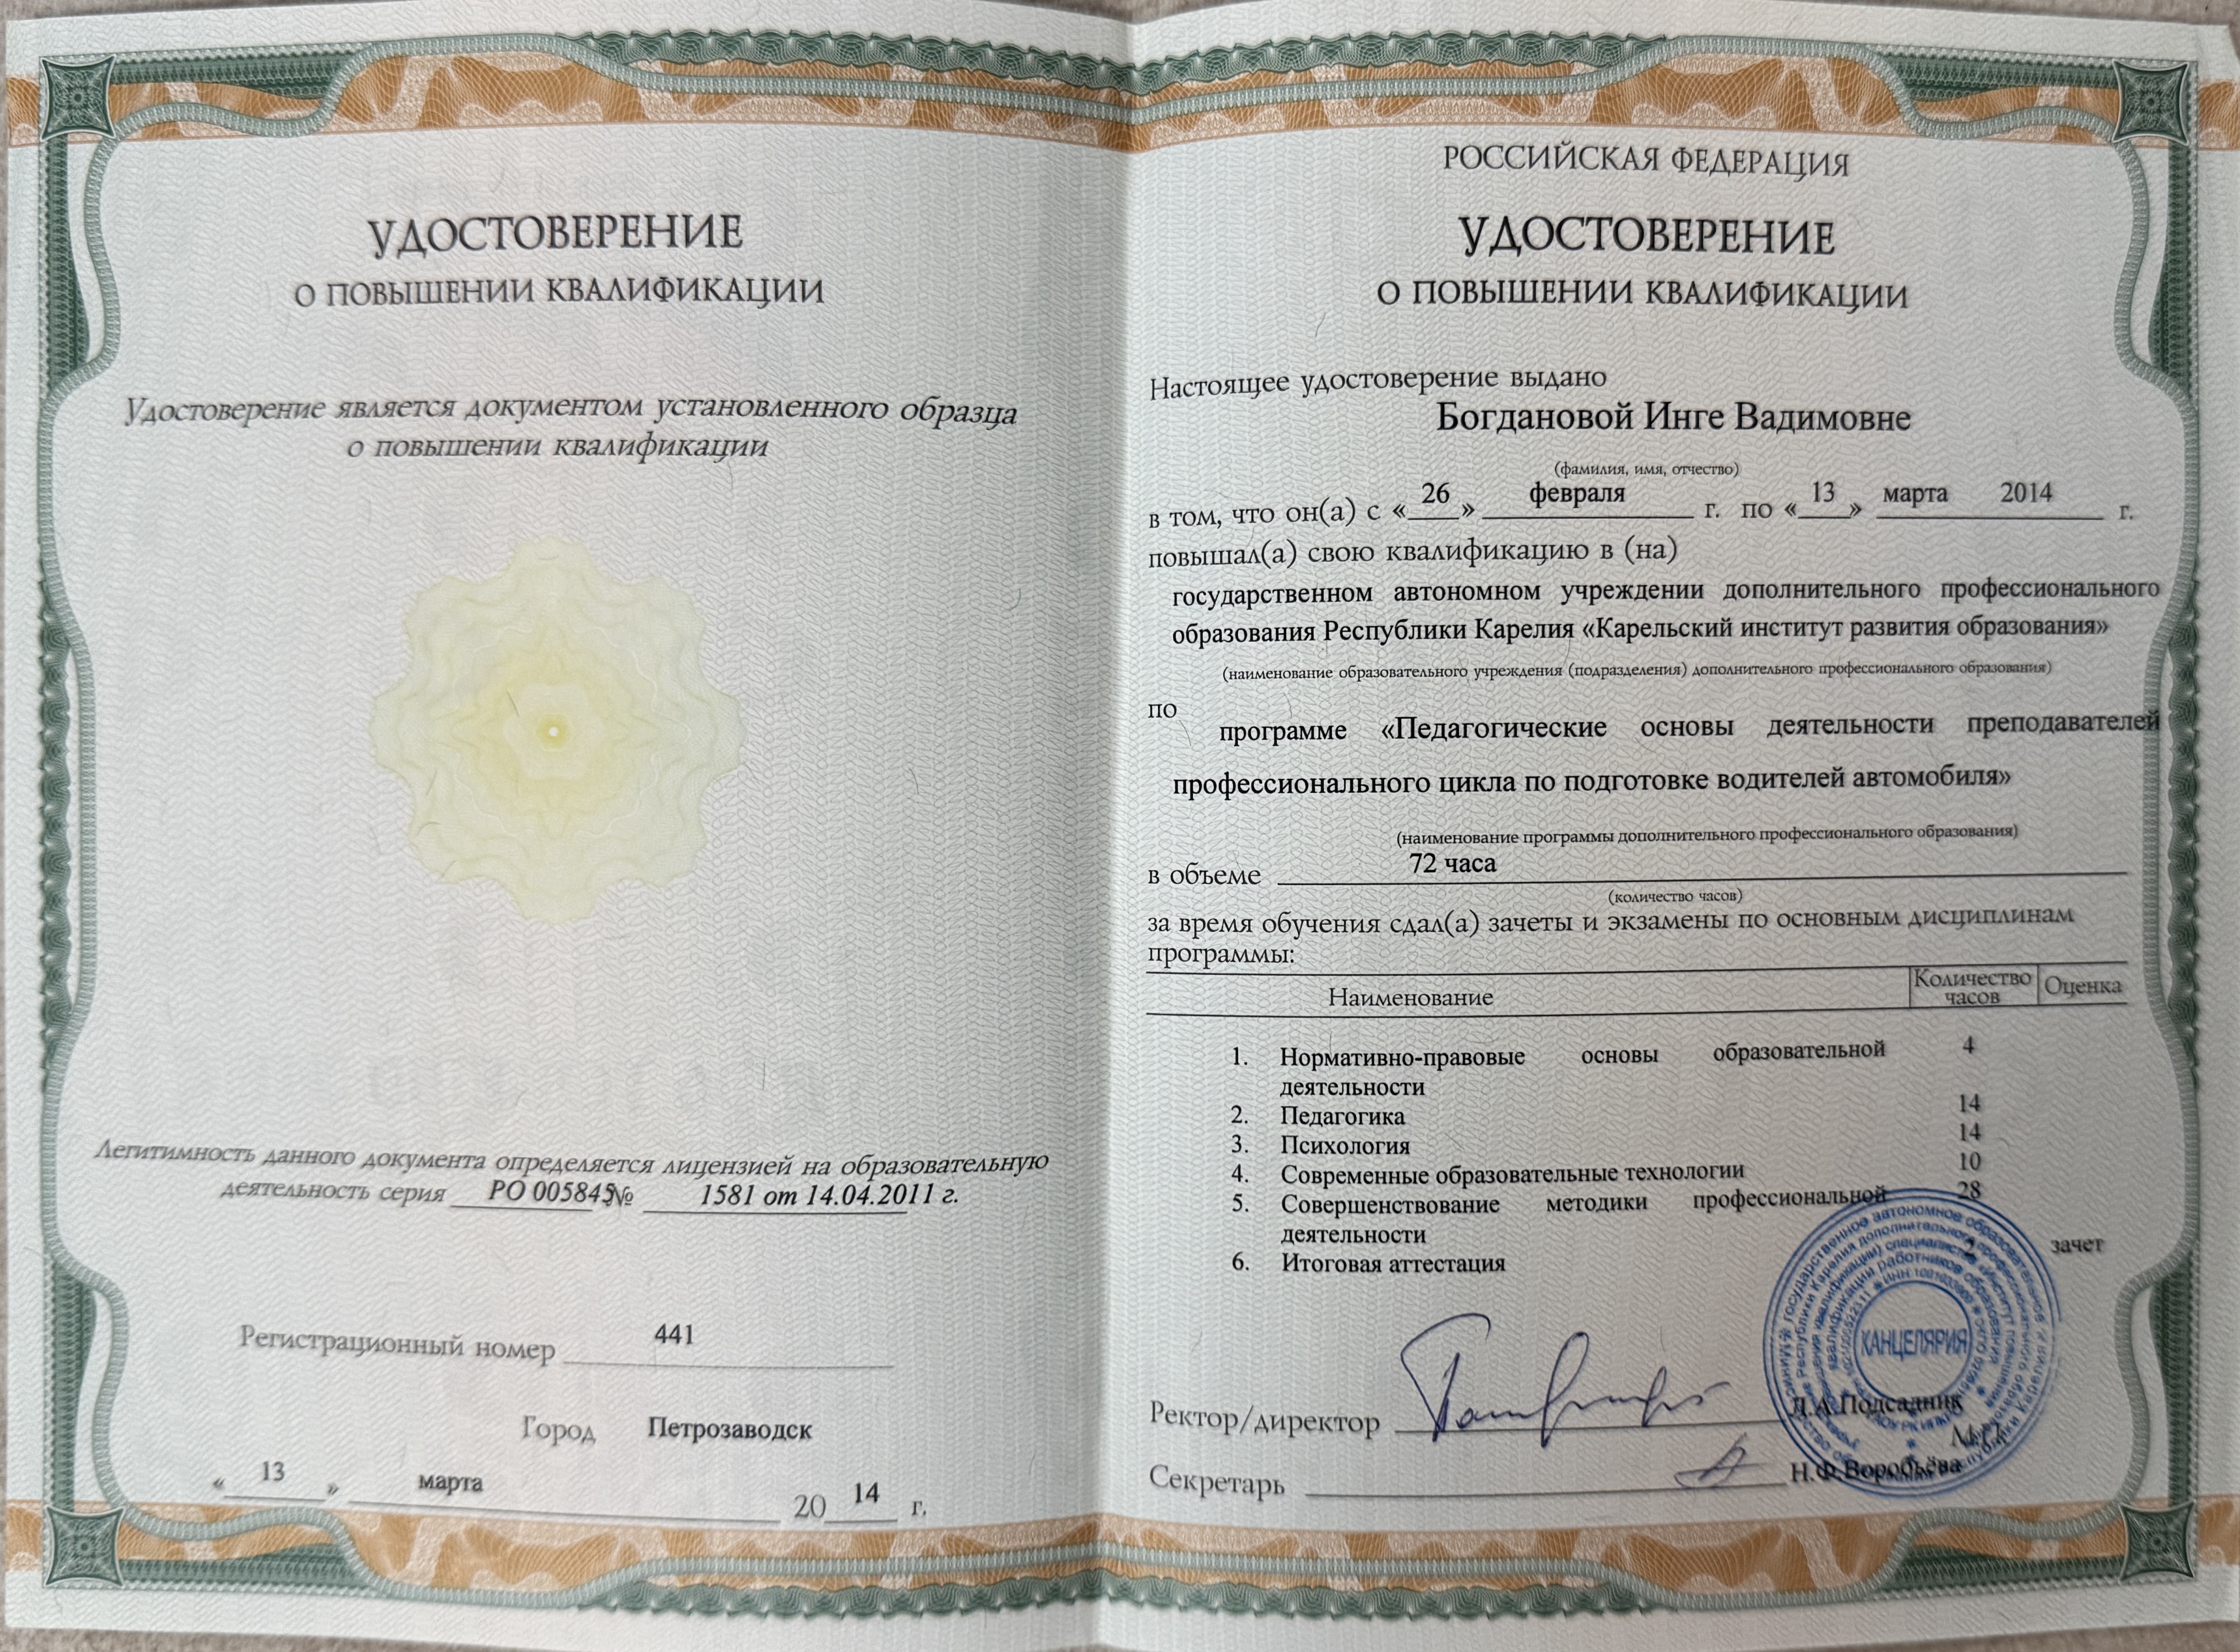 УДОСТОВЕРЕНИЕ
О ПОВЫШЕНИИ КВАЛИФИКАЦИИ
Удостоверение является документом установленного образца
о повышении квалификации
Легитимность данного документа определяется лицензией на образовательную
деятельность серия РО 005845 № 1581 от 14.04.2011 г.
Регистрационный номер 441
Город Петрозаводск
« 13 » марта 20 14 г.
РОССИЙСКАЯ ФЕДЕРАЦИЯ
УДОСТОВЕРЕНИЕ
О ПОВЫШЕНИИ КВАЛИФИКАЦИИ
Настоящее удостоверение выдано
Богдановой Инге Вадимовне
(фамилия, имя, отчество)
в том, что он(а) с « 26 » февраля г. по « 13 » марта 2014 г.
повышал(а) свою квалификацию в (на)
государственном автономном учреждении дополнительного профессионального
образования Республики Карелия «Карельский институт развития образования»
(наименование образовательного учреждения (подразделения) дополнительного профессионального образования)
по
программе «Педагогические основы деятельности преподавателей
профессионального цикла по подготовке водителей автомобиля»
(наименование программы дополнительного профессионального образования)
в объеме 72 часа
(количество часов)
за время обучения сдал(а) зачеты и экзамены по основным дисциплинам
программы:
Наименование Количество часов Оценка
1. Нормативно-правовые основы образовательной 4
деятельности
2. Педагогика 14
3. Психология 14
4. Современные образовательные технологии 10
5. Совершенствование методики профессиональной 28
деятельности
6. Итоговая аттестация 2 зачет
КАНЦЕЛЯРИЯ
Ректор/директор Л.А.Подсадник
М.П.
Секретарь Н.Ф.Воробьёва